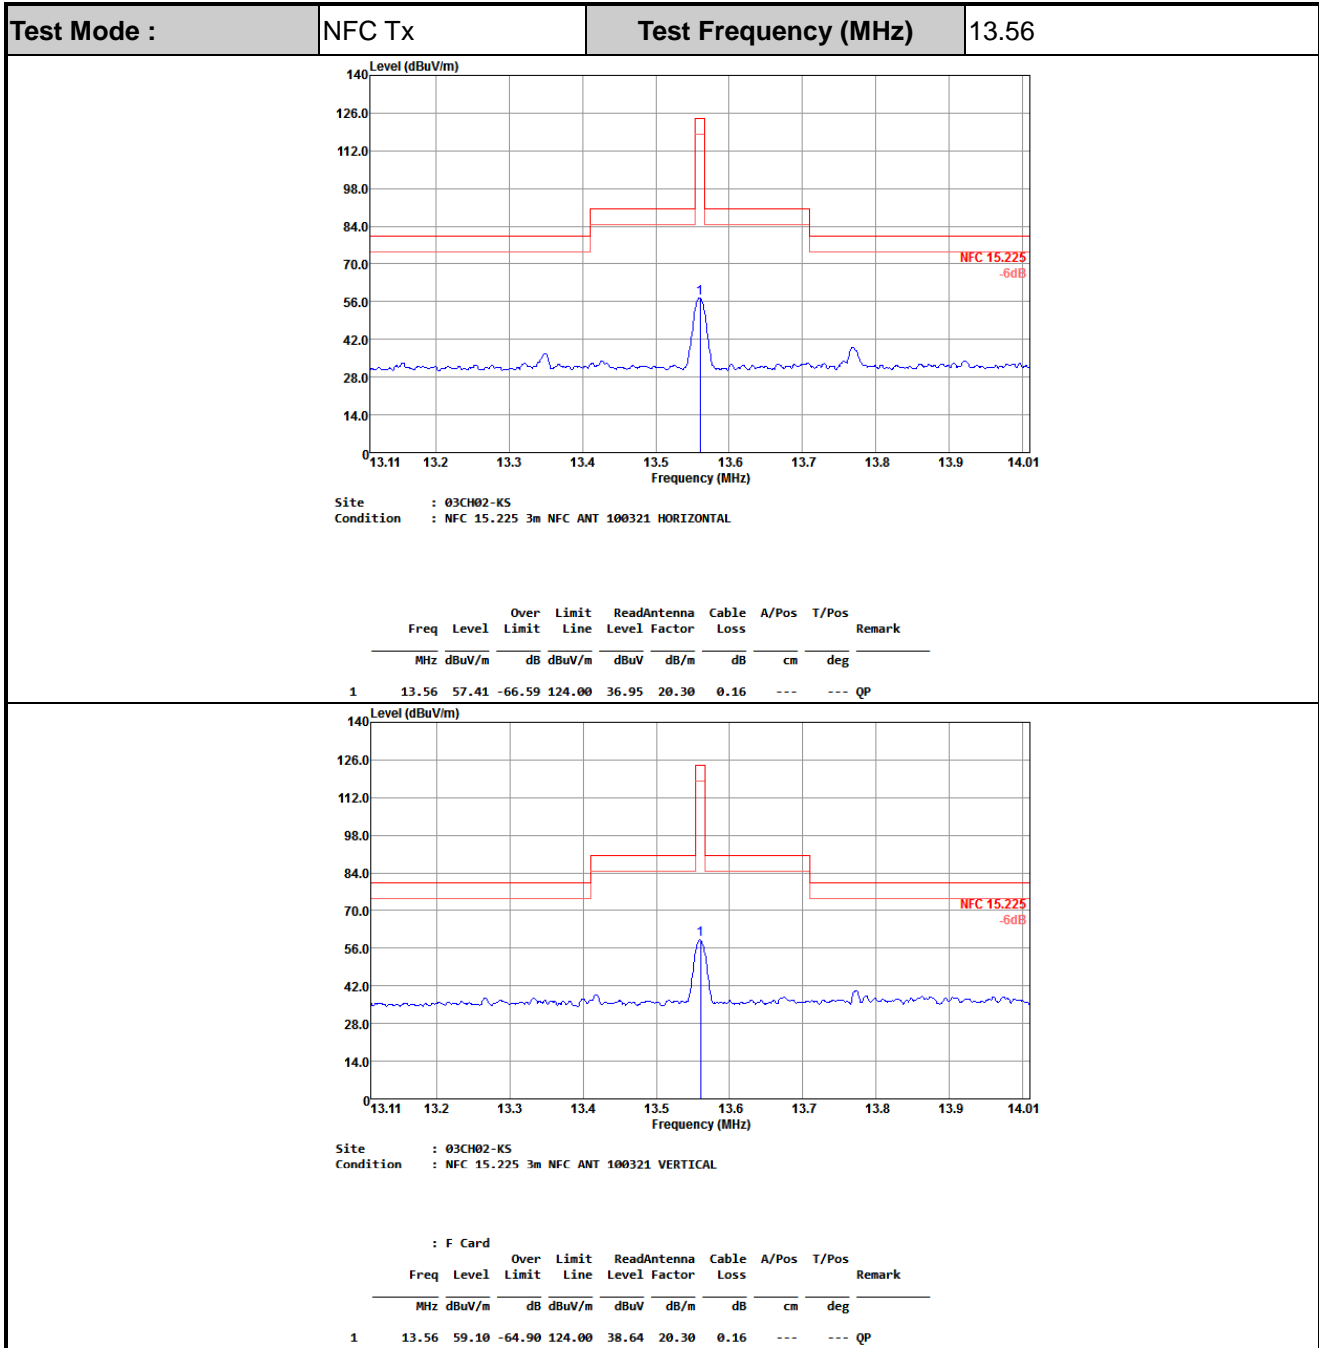 Test Mode : NFC Tx Test Frequency (MHz) 13.56
Level (dBuV/m)
140
126.0
112.0
98.0
84.0
70.0
56.0
42.0
28.0
14.0
0
NFC 15.225
-6dB
1
13.11 13.2 13.3 13.4 13.5 13.6 13.7 13.8 13.9 14.01
Frequency (MHz)
Site : 03CH02-KS
Condition : NFC 15.225 3m NFC ANT 100321 HORIZONTAL
Over Limit ReadAntenna Cable A/Pos T/Pos
Freq Level Limit Line Level Factor Loss Remark
MHz dBuV/m dB dBuV/m dBuV dB/m dB cm deg
1 13.56 57.41 -66.59 124.00 36.95 20.30 0.16 --- --- QP
Level (dBuV/m)
140
126.0
112.0
98.0
84.0
70.0
56.0
42.0
28.0
14.0
0
NFC 15.225
-6dB
1
13.11 13.2 13.3 13.4 13.5 13.6 13.7 13.8 13.9 14.01
Frequency (MHz)
Site : 03CH02-KS
Condition : NFC 15.225 3m NFC ANT 100321 VERTICAL
: F Card
Over Limit ReadAntenna Cable A/Pos T/Pos
Freq Level Limit Line Level Factor Loss Remark
MHz dBuV/m dB dBuV/m dBuV dB/m dB cm deg
1 13.56 59.10 -64.90 124.00 38.64 20.30 0.16 --- --- QP